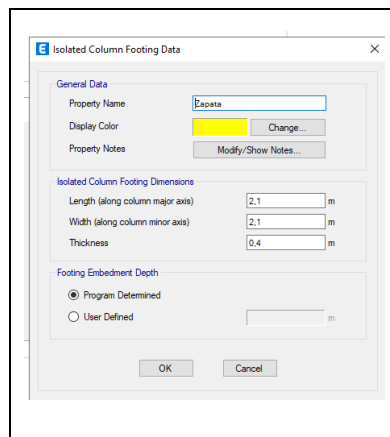 E Isolated Column Footing Data
General Data
Property Name Zapata
Display Color Change...
Property Notes Modify/Show Notes...
Isolated Column Footing Dimensions
Length (along column major axis) 2,1 m
Width (along column minor axis) 2,1 m
Thickness 0,4 m
Footing Embedment Depth
Program Determined
User Defined m
OK Cancel